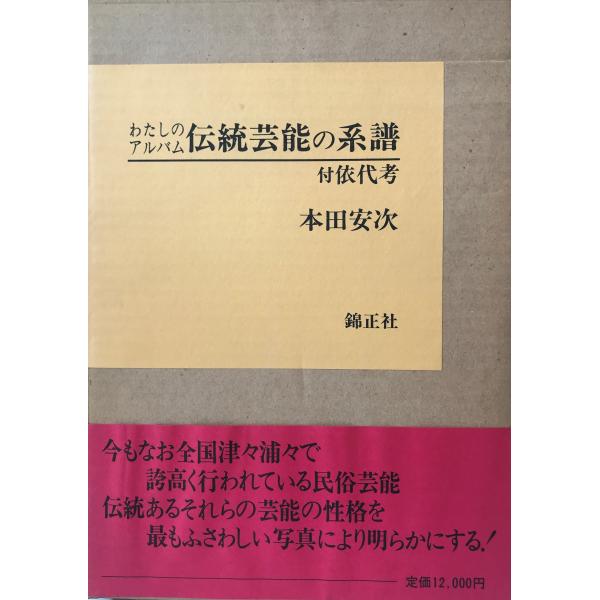 わたしの
アルバム
伝統芸能の系譜
付依代考
本田安次
錦正社
今もなお全国津々浦々で
誇高く行われている民俗芸能
伝統あるそれらの芸能の性格を
最もふさわしい写真により明らかにする!
定価12,000円